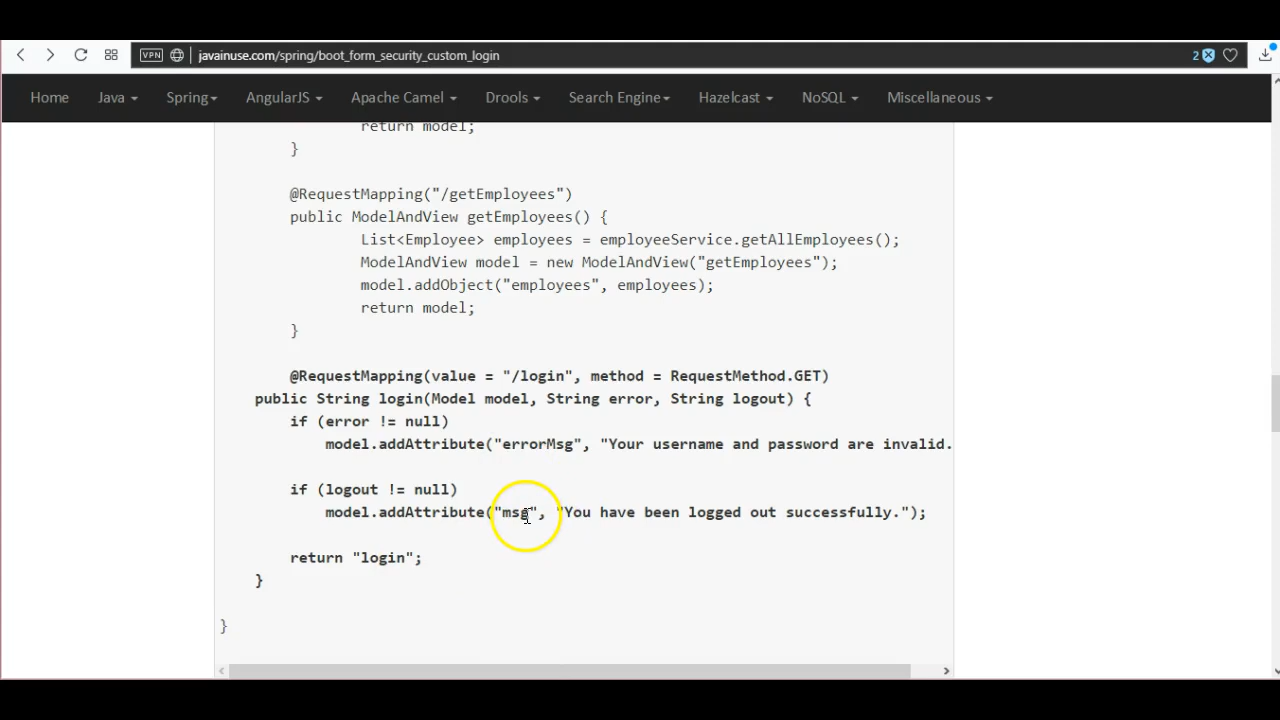 VPN javainuse.com/spring/boot_form_security_custom_login 2
Home Java Spring AngularJS Apache Camel Drools Search Engine Hazelcast NoSQL Miscellaneous
return model;
}
@RequestMapping("/getEmployees")
public ModelAndView getEmployees() {
List<Employee> employees = employeeService.getAllEmployees();
ModelAndView model = new ModelAndView("getEmployees");
model.addObject("employees", employees);
return model;
}
@RequestMapping(value = "/login", method = RequestMethod.GET)
public String login(Model model, String error, String logout) {
if (error != null)
model.addAttribute("errorMsg", "Your username and password are invalid.
if (logout != null)
model.addAttribute("msg", "You have been logged out successfully.");
return "login";
}
}